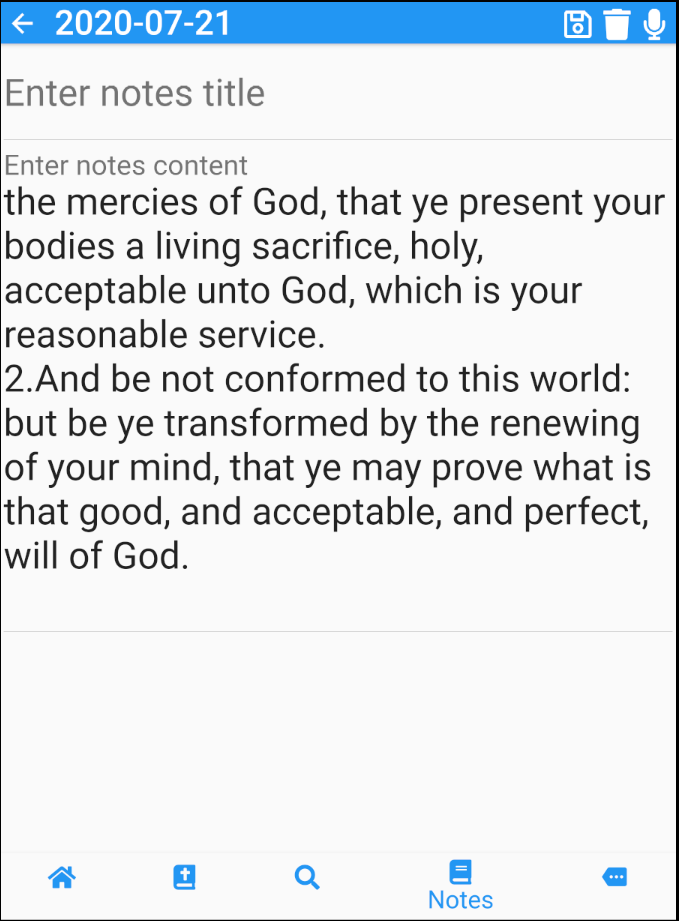 2020-07-21
Enter notes title
Enter notes content
the mercies of God, that ye present your
bodies a living sacrifice, holy,
acceptable unto God, which is your
reasonable service.
2.And be not conformed to this world:
but be ye transformed by the renewing
of your mind, that ye may prove what is
that good, and acceptable, and perfect,
will of God.
Notes